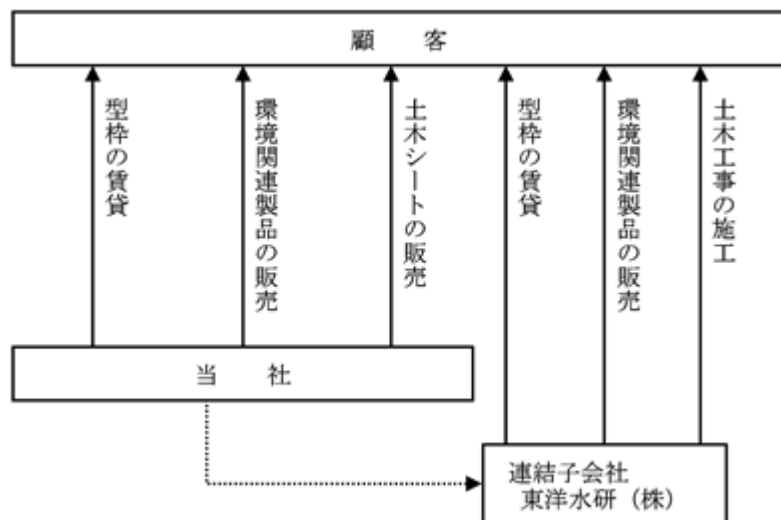 顧　客
型枠の賃貸
環境関連製品の販売
土木シートの販売
型枠の賃貸
環境関連製品の販売
土木工事の施工
当　社
連結子会社
東洋水研（株）